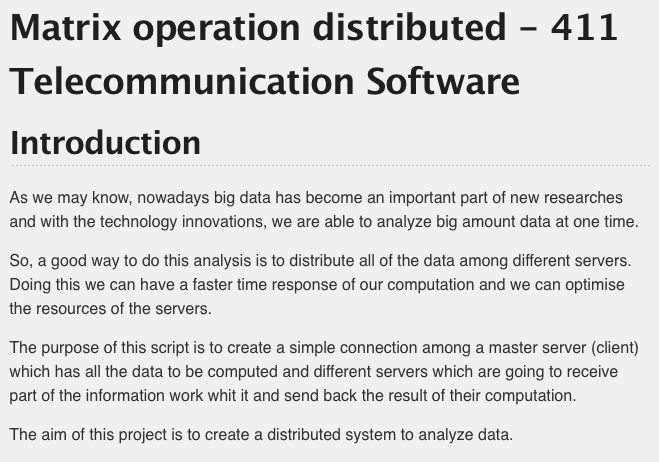 Matrix operation distributed – 411
Telecommunication Software
Introduction
As we may know, nowadays big data has become an important part of new researches
and with the technology innovations, we are able to analyze big amount data at one time.
So, a good way to do this analysis is to distribute all of the data among different servers.
Doing this we can have a faster time response of our computation and we can optimise
the resources of the servers.
The purpose of this script is to create a simple connection among a master server (client)
which has all the data to be computed and different servers which are going to receive
part of the information work whit it and send back the result of their computation.
The aim of this project is to create a distributed system to analyze data.